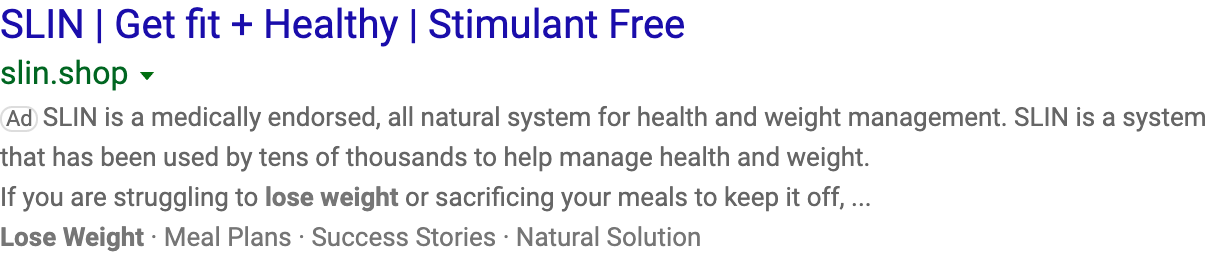 SLIN | Get fit + Healthy | Stimulant Free
slin.shop
Ad SLIN is a medically endorsed, all natural system for health and weight management. SLIN is a system
that has been used by tens of thousands to help manage health and weight.
If you are struggling to lose weight or sacrificing your meals to keep it off, ...
Lose Weight · Meal Plans · Success Stories · Natural Solution